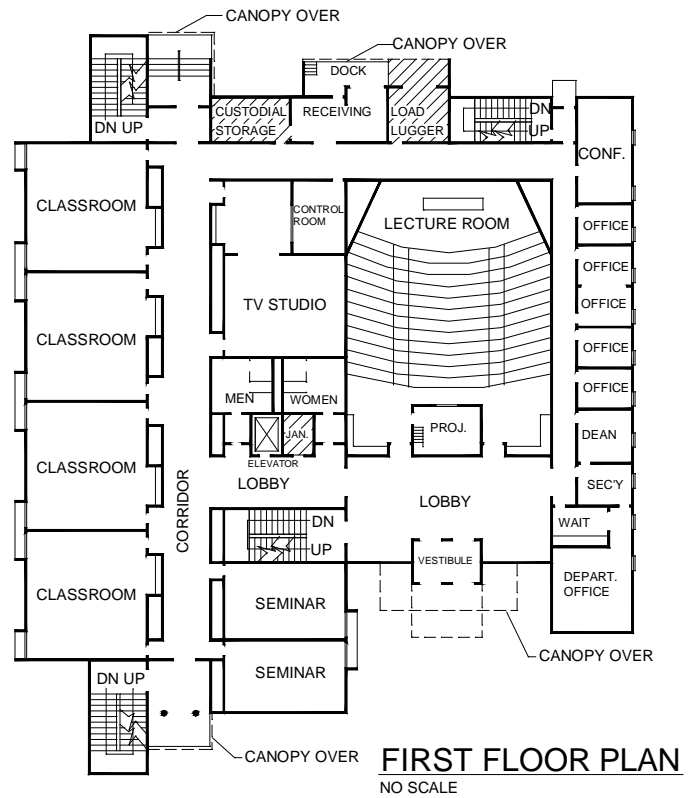 CANOPY OVER
CANOPY OVER
DOCK
CUSTODIAL
STORAGE
RECEIVING
LOAD
LUGGER
DN UP
DN
UP
CONF.
CLASSROOM
CONTROL
ROOM
LECTURE ROOM
OFFICE
OFFICE
TV STUDIO
OFFICE
CLASSROOM
OFFICE
OFFICE
MEN
WOMEN
PROJ.
JAN.
DEAN
ELEVATOR
CLASSROOM
LOBBY
SEC'Y
LOBBY
CORRIDOR
DN
UP
WAIT
VESTIBULE
DEPART.
OFFICE
CLASSROOM
SEMINAR
CANOPY OVER
SEMINAR
DN UP
CANOPY OVER
FIRST FLOOR PLAN
NO SCALE